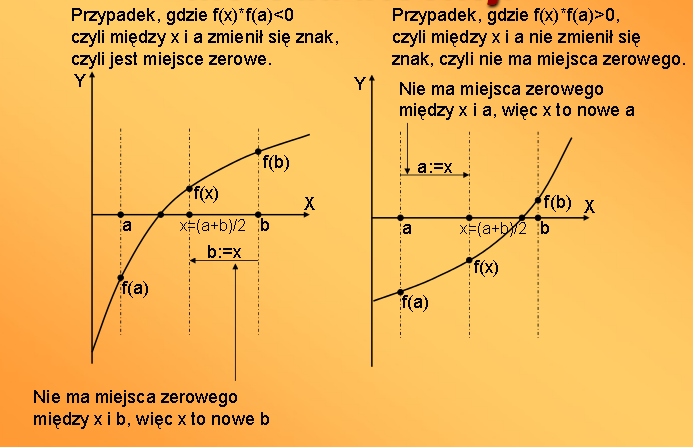 Przypadek, gdzie f(x)*f(a)<0
czyli między x i a zmienił się znak,
czyli jest miejsce zerowe.
Y
f(b)
f(x)
X
a
x=(a+b)/2
b
b:=x
f(a)
Nie ma miejsca zerowego
między x i b, więc x to nowe b
Przypadek, gdzie f(x)*f(a)>0,
czyli między x i a nie zmienił się
znak, czyli nie ma miejsca zerowego.
Y
Nie ma miejsca zerowego
między x i a, więc x to nowe a
a:=x
f(b)
X
a
x=(a+b)/2
b
f(x)
f(a)